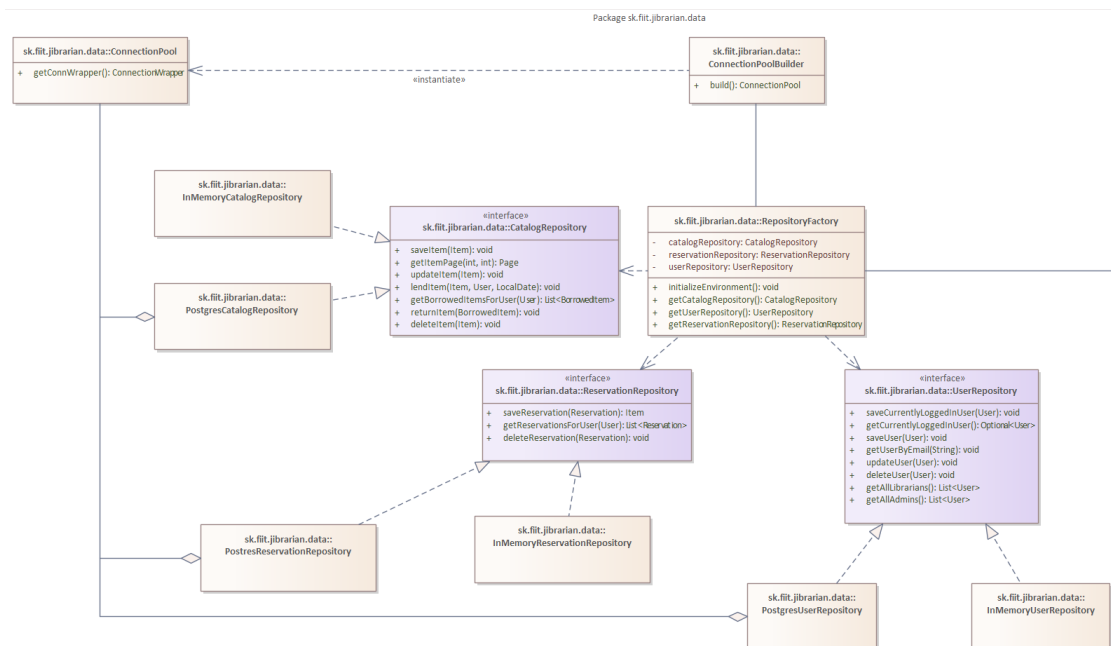 Package sk.fiit.jibrarian.data
sk.fiit.jibrarian.data::ConnectionPool
+ getConnWrapper(): ConnectionWrapper
sk.fiit.jibrarian.data::
ConnectionPoolBuilder
+ build(): ConnectionPool
«instantiate»
sk.fiit.jibrarian.data::
InMemoryCatalogRepository
«interface»
sk.fiit.jibrarian.data::CatalogRepository
+ saveItem(Item): void
+ getItemPage(int, int): Page
+ updateItem(Item): void
+ lendItem(Item, User, LocalDate): void
+ getBorrowedItemsForUser(User): List<BorrowedItem>
+ returnItem(BorrowedItem): void
+ deleteItem(Item): void
sk.fiit.jibrarian.data::RepositoryFactory
- catalogRepository: CatalogRepository
- reservationRepository: ReservationRepository
- userRepository: UserRepository
+ initializeEnvironment(): void
+ getCatalogRepository(): CatalogRepository
+ getUserRepository(): UserRepository
+ getReservationRepository(): ReservationRepository
sk.fiit.jibrarian.data::
PostgresCatalogRepository
«interface»
sk.fiit.jibrarian.data::ReservationRepository
+ saveReservation(Reservation): Item
+ getReservationsForUser(User): List<Reservation>
+ deleteReservation(Reservation): void
«interface»
sk.fiit.jibrarian.data::UserRepository
+ saveCurrentlyLoggedInUser(User): void
+ getCurrentlyLoggedInUser(): Optional<User>
+ saveUser(User): void
+ getUserByEmail(String): void
+ updateUser(User): void
+ deleteUser(User): void
+ getAllLibrarians(): List<User>
+ getAllAdmins(): List<User>
sk.fiit.jibrarian.data::
PostresReservationRepository
sk.fiit.jibrarian.data::
InMemoryReservationRepository
sk.fiit.jibrarian.data::
PostgresUserRepository
sk.fiit.jibrarian.data::
InMemoryUserRepository